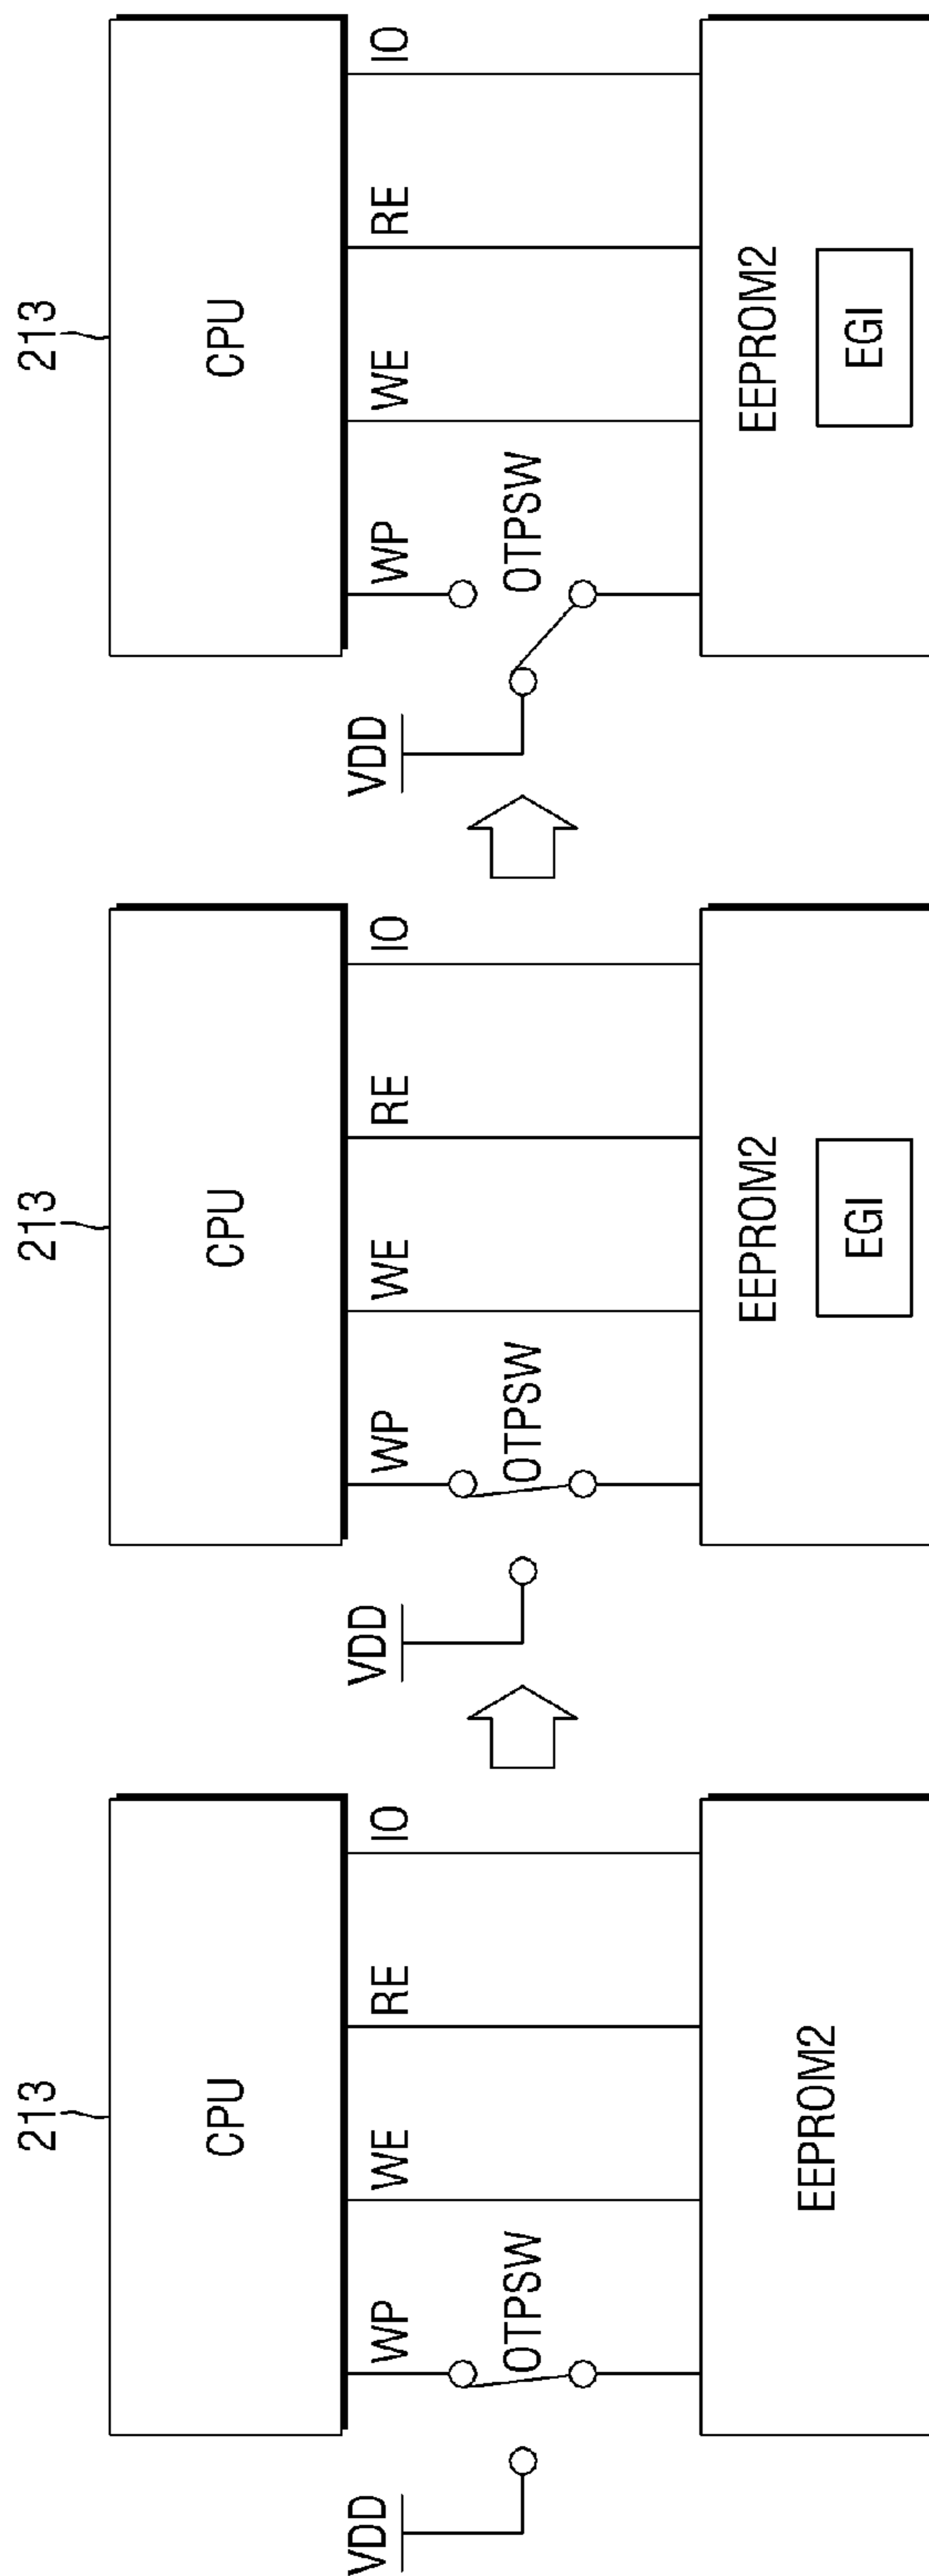 213
CPU
VDD
WP
WE
RE
IO
OTPSW
EEPROM2
213
CPU
VDD
WP
WE
RE
IO
OTPSW
EEPROM2
EGI
213
CPU
VDD
WP
WE
RE
IO
OTPSW
EEPROM2
EGI